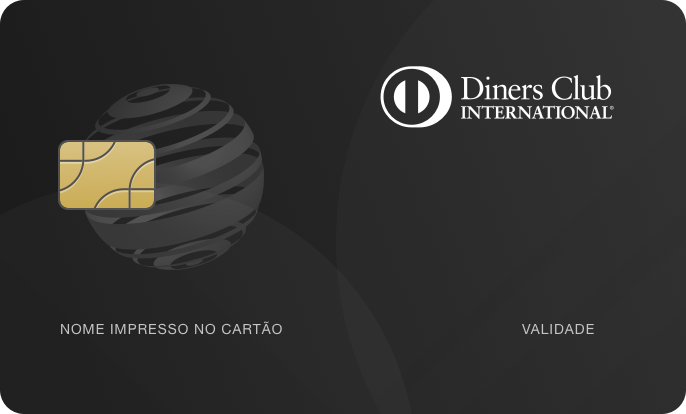 Diners Club
INTERNATIONAL®
NOME IMPRESSO NO CARTÃO
VALIDADE